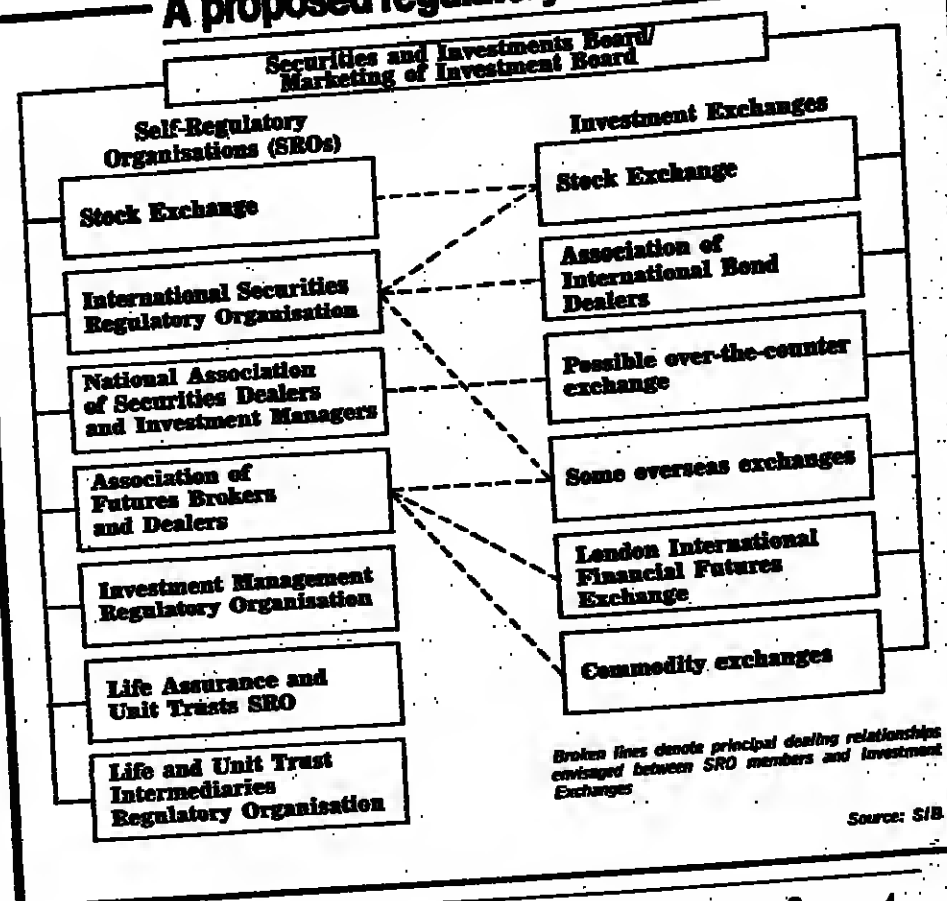 A proposed regulatory
Securities and Investments Board/
Marketing of Investment Board
Self-Regulatory
Organisations (SROs)
Stock Exchange
International Securities
Regulatory Organisation
National Association
of Securities Dealers
and Investment Managers
Association of
Futures Brokers
and Dealers
Investment Management
Regulatory Organisation
Life Assurance and
Unit Trusts SRO
Life and Unit Trust
Intermediaries
Regulatory Organisation
Investment Exchanges
Stock Exchange
Association of
International Bond
Dealers
Possible over-the-counter
exchange
Some overseas exchanges
London International
Financial Futures
Exchange
Commodity exchanges
Broken lines denote principal dealing relationships
envisaged between SRO members and Investment
Exchanges
Source: SIB